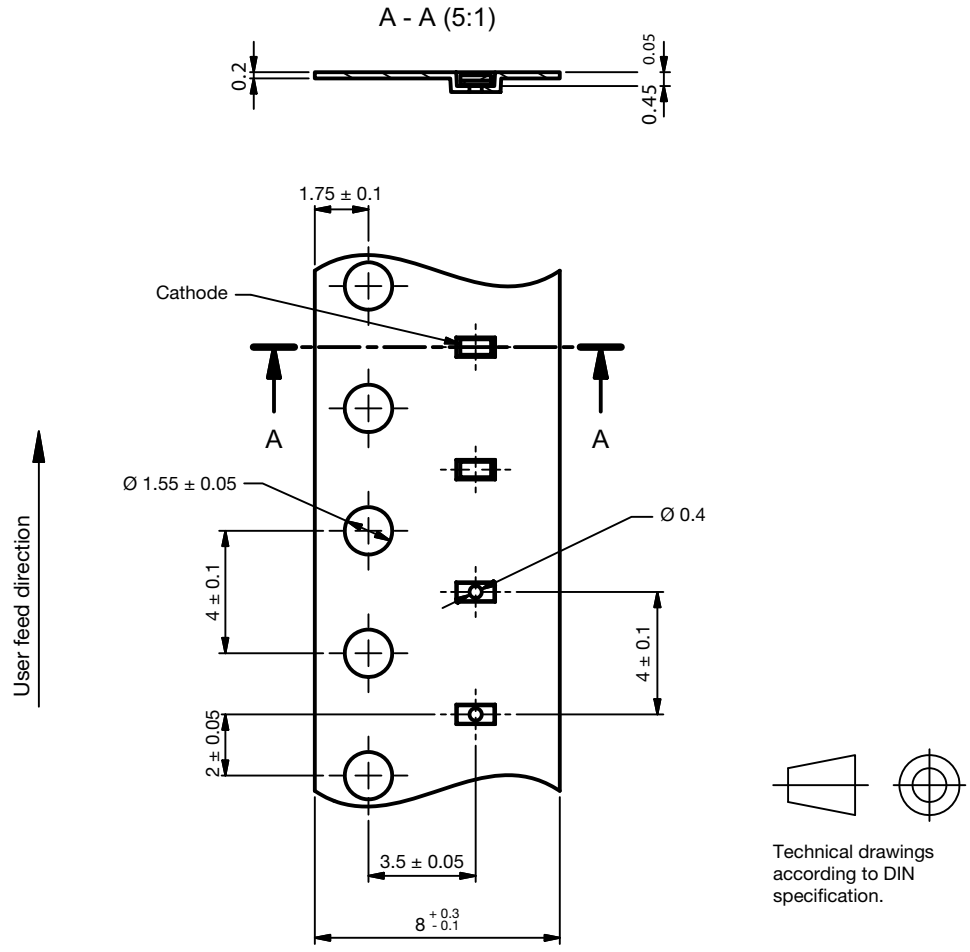 A - A (5:1)
0.2
0.05
0.45
1.75 ± 0.1
Cathode
A
A
Ø 1.55 ± 0.05
Ø 0.4
User feed direction
4 ± 0.1
4 ± 0.1
2 ± 0.05
3.5 ± 0.05
8 + 0.3
- 0.1
Technical drawings
according to DIN
specification.